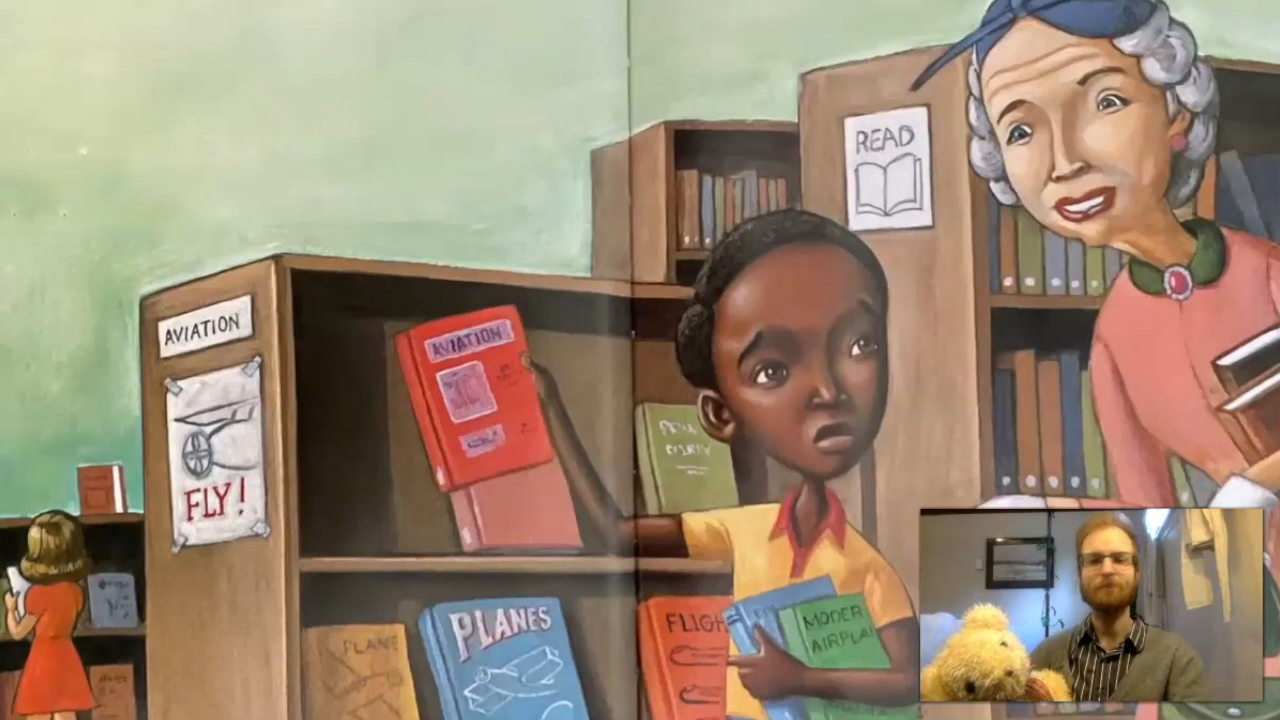 AVIATION
FLY!
AVIATION
READ
PLANE
PLANES
FLIGH
MODER
AIRPLA